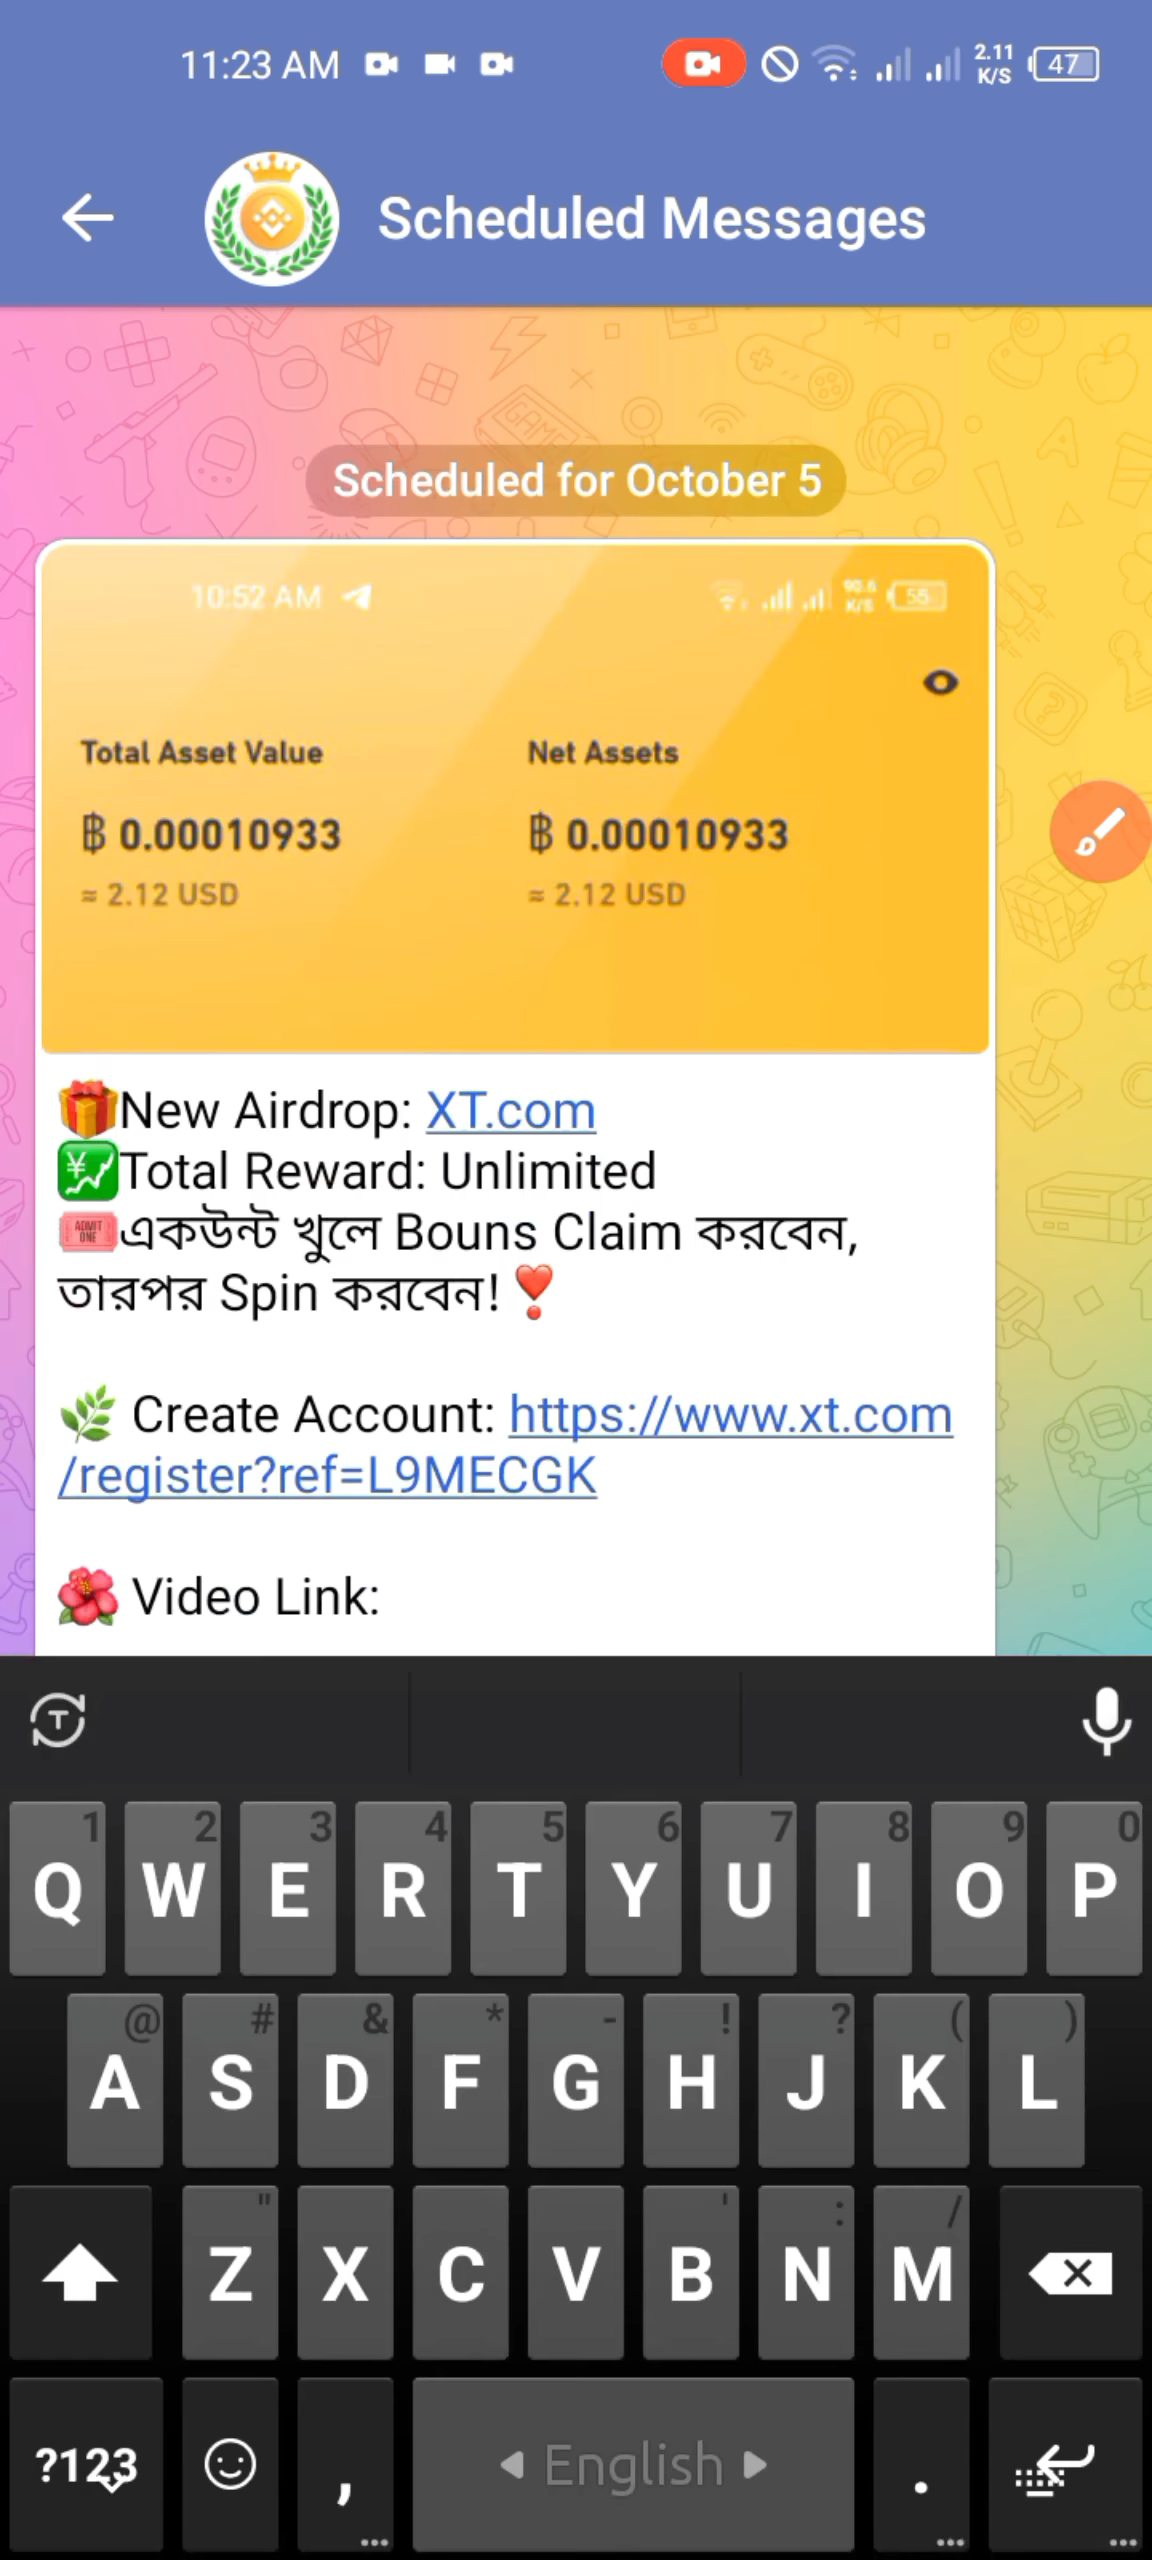 11:23 AM
2.11
K/S
47
Scheduled Messages
Scheduled for October 5
10:52 AM
90.6
K/S
55
Total Asset Value
Net Assets
฿ 0.00010933
฿ 0.00010933
≈ 2.12 USD
≈ 2.12 USD
🎁New Airdrop: XT.com
💹Total Reward: Unlimited
🎟একউন্ট খুলে Bouns Claim করবেন,
তারপর Spin করবেন! ❣️
🌿 Create Account: https://www.xt.com
/register?ref=L9MECGK
🌺 Video Link:
1 2 3 4 5 6 7 8 9 0
Q W E R T Y U I O P
@ # & * - ! ? ( )
A S D F G H J K L
" ' : /
Z X C V B N M
?123 , English .